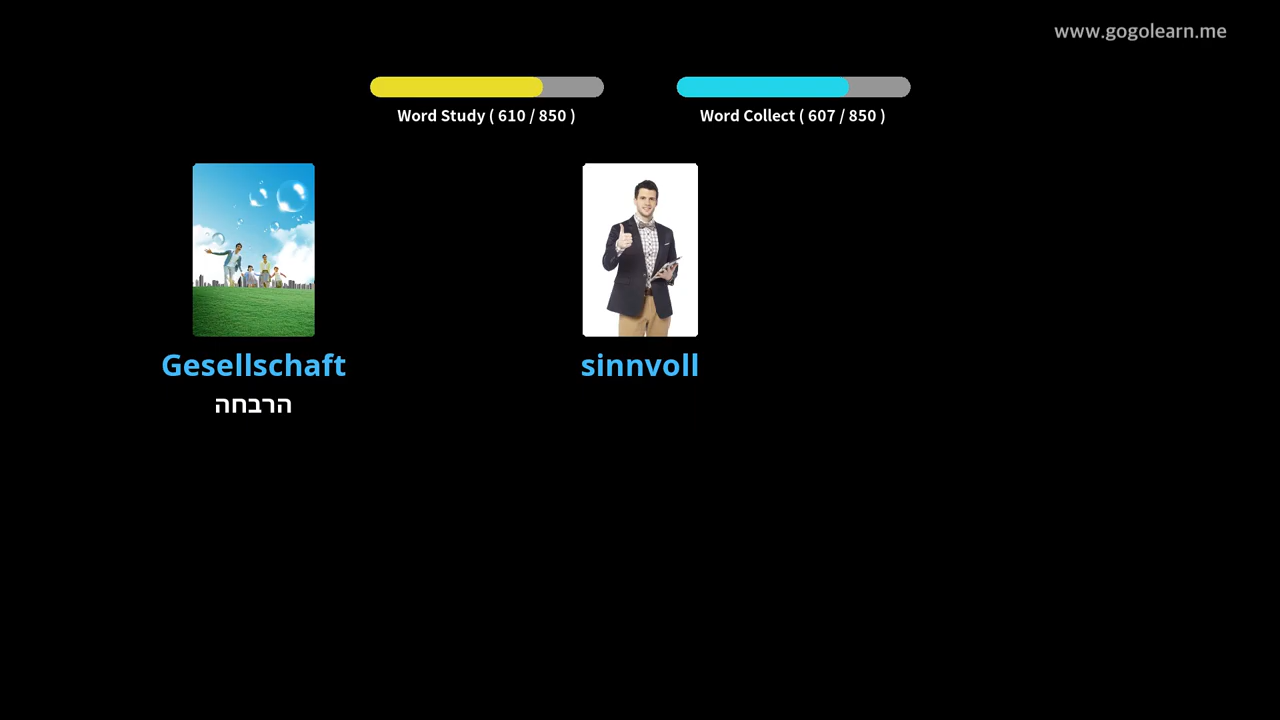 www.gogolearn.me
Word Study ( 610 / 850 )
Word Collect ( 607 / 850 )
Gesellschaft
הרבחה
sinnvoll